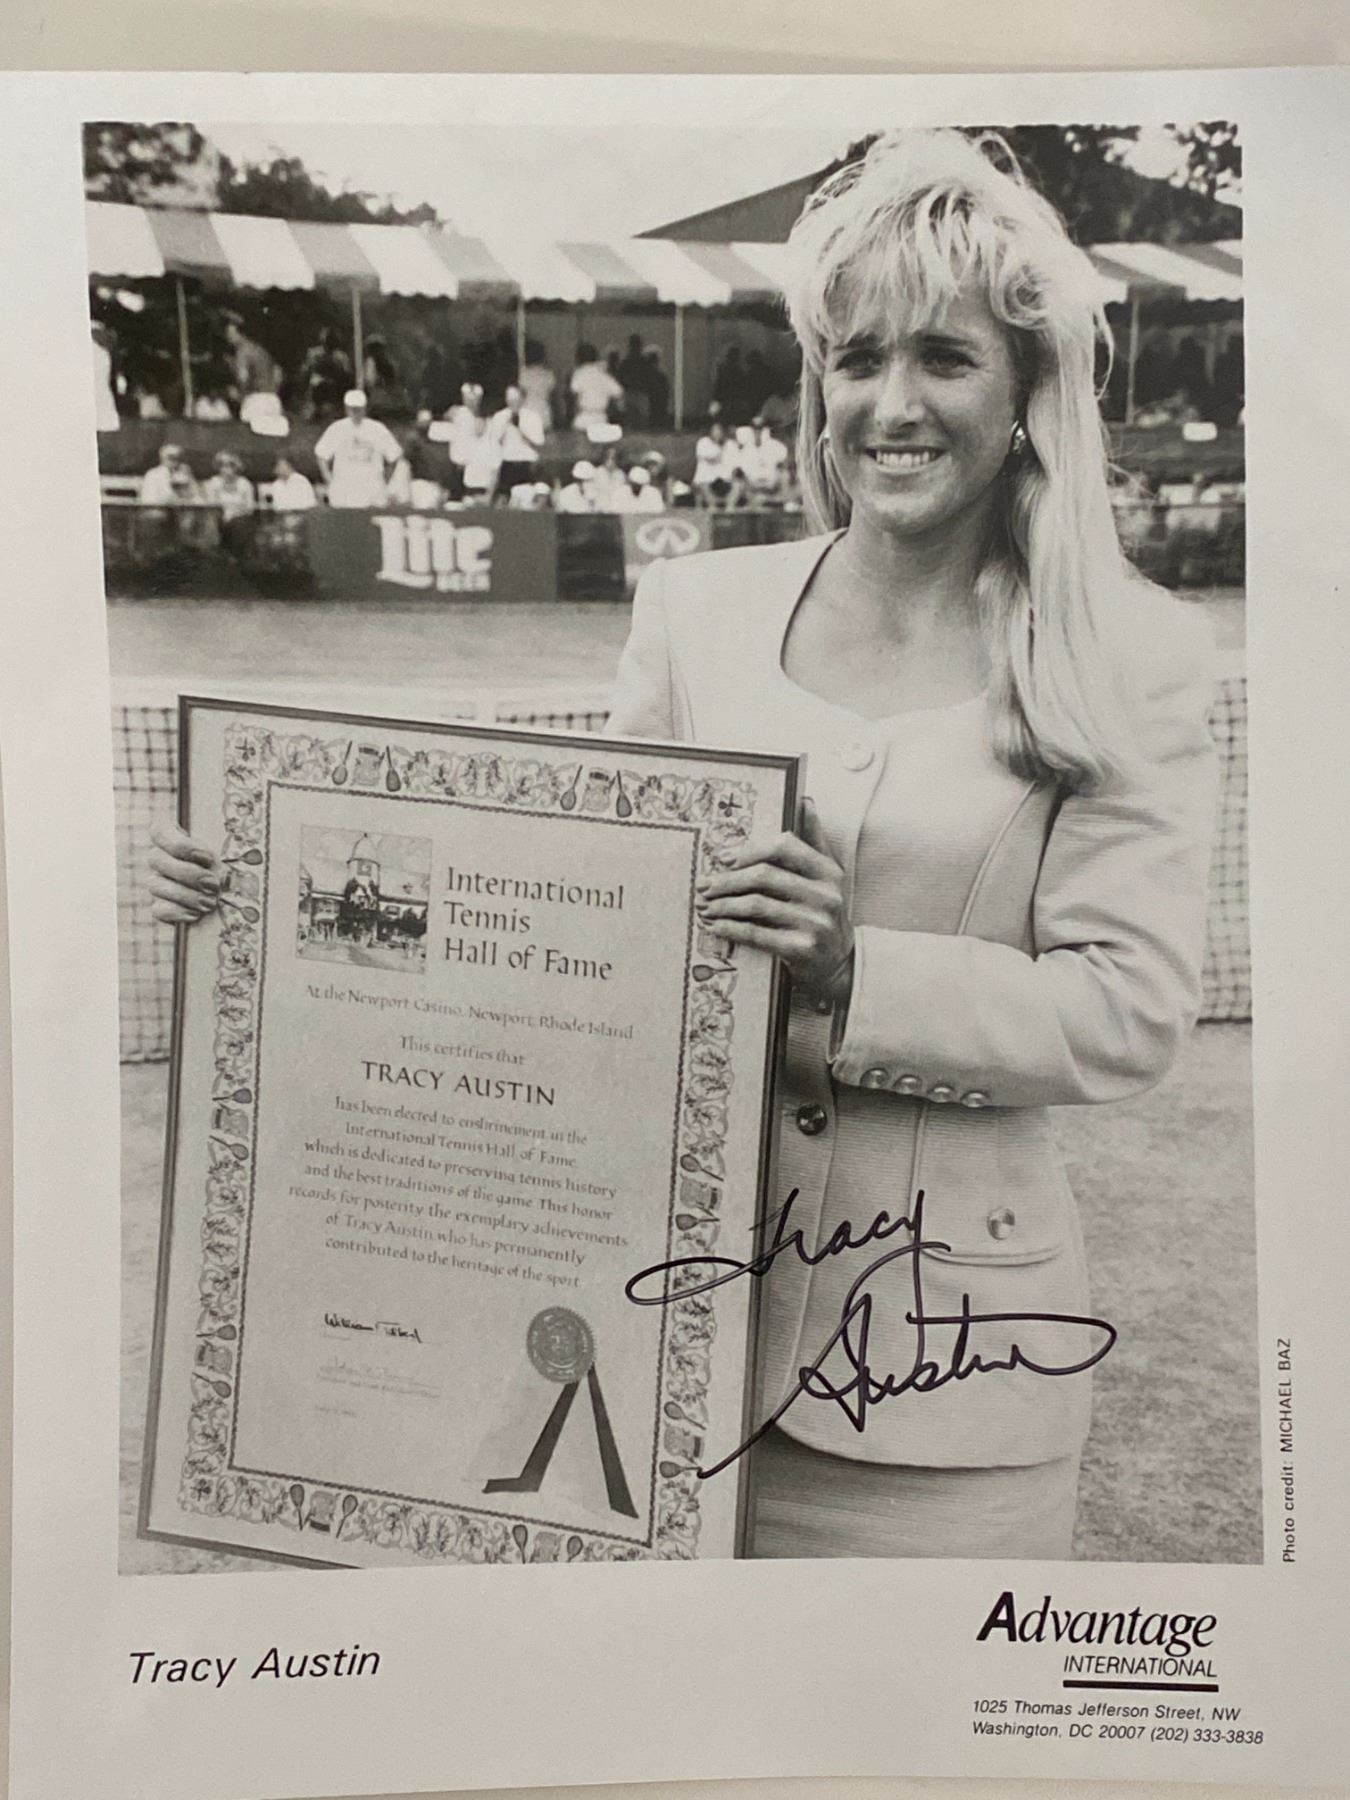 Lite
BEER
International
Tennis
Hall of Fame
At the Newport Casino, Newport, Rhode Island
This certifies that
TRACY AUSTIN
has been elected to enshrinement in the
International Tennis Hall of Fame,
which is dedicated to preserving tennis history
and the best traditions of the game. This honor
records for posterity the exemplary achievements
of Tracy Austin who has permanently
contributed to the heritage of the sport.
Tracy
Austin
Photo credit: MICHAEL BAZ
Tracy Austin
Advantage
INTERNATIONAL
1025 Thomas Jefferson Street, NW
Washington, DC 20007 (202) 333-3838